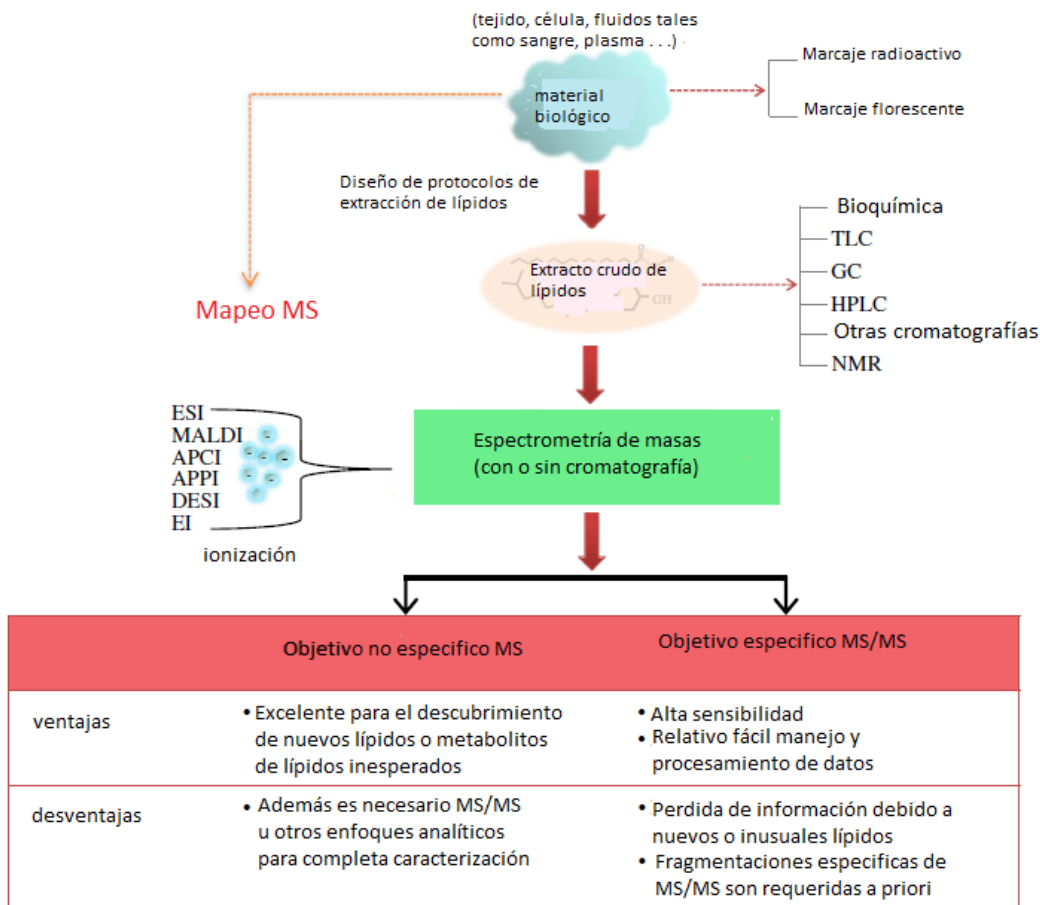 (tejido, célula, fluidos tales
como sangre, plasma . . .)
material
biológico
Marcaje radioactivo
Marcaje florescente
Diseño de protocolos de
extracción de lípidos
Mapeo MS
Extracto crudo de
lípidos
OH
Bioquímica
TLC
GC
HPLC
Otras cromatografías
NMR
ESI
MALDI
APCI
APPI
DESI
EI
ionización
Espectrometría de masas
(con o sin cromatografía)
Objetivo no especifico MS
Objetivo especifico MS/MS
ventajas
• Excelente para el descubrimiento
de nuevos lípidos o metabolitos
de lípidos inesperados
• Alta sensibilidad
• Relativo fácil manejo y
procesamiento de datos
desventajas
• Además es necesario MS/MS
u otros enfoques analíticos
para completa caracterización
• Perdida de información debido a
nuevos o inusuales lípidos
• Fragmentaciones especificas de
MS/MS son requeridas a priori